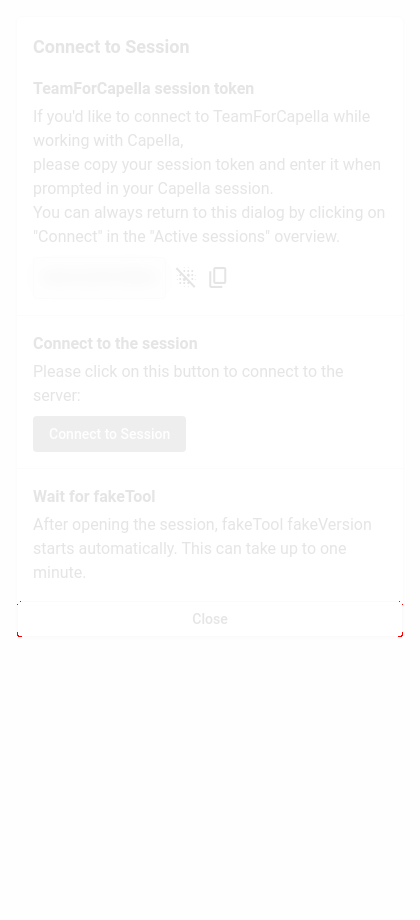 Connect to Session
TeamForCapella session token
If you'd like to connect to TeamForCapella while
working with Capella,
please copy your session token and enter it when
prompted in your Capella session.
You can always return to this dialog by clicking on
"Connect" in the "Active sessions" overview.
Connect to the session
Please click on this button to connect to the
server:
Connect to Session
Wait for fakeTool
After opening the session, fakeTool fakeVersion
starts automatically. This can take up to one
minute.
Close